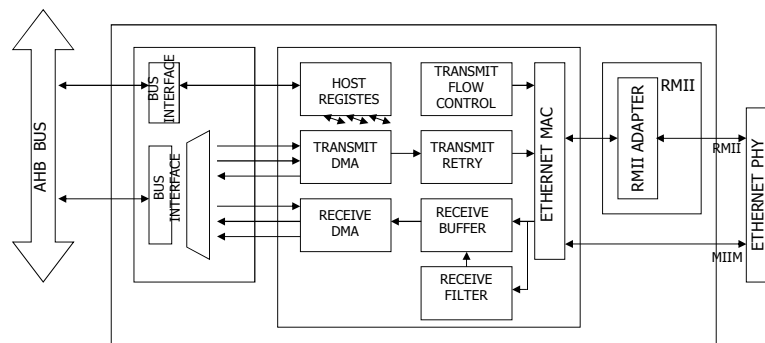 AHB BUS
BUS
INTERFACE
BUS
INTERFACE
HOST
REGISTES
TRANSMIT
FLOW
CONTROL
TRANSMIT
DMA
TRANSMIT
RETRY
RECEIVE
DMA
RECEIVE
BUFFER
RECEIVE
FILTER
ETHERNET MAC
RMII
RMII ADAPTER
RMII
MIIM
ETHERNET PHY